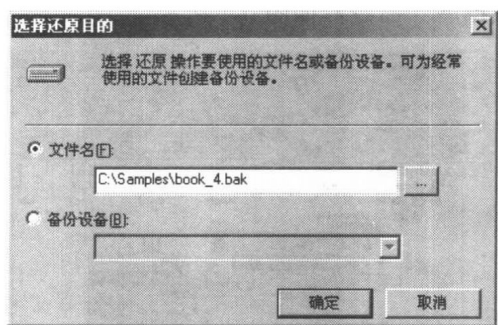 选择还原目的
选择 还原 操作要使用的文件名或备份设备。可为经常
使用的文件创建备份设备。
文件名(F):
C:\Samples\book_4.bak
...
备份设备(B):
确定
取消